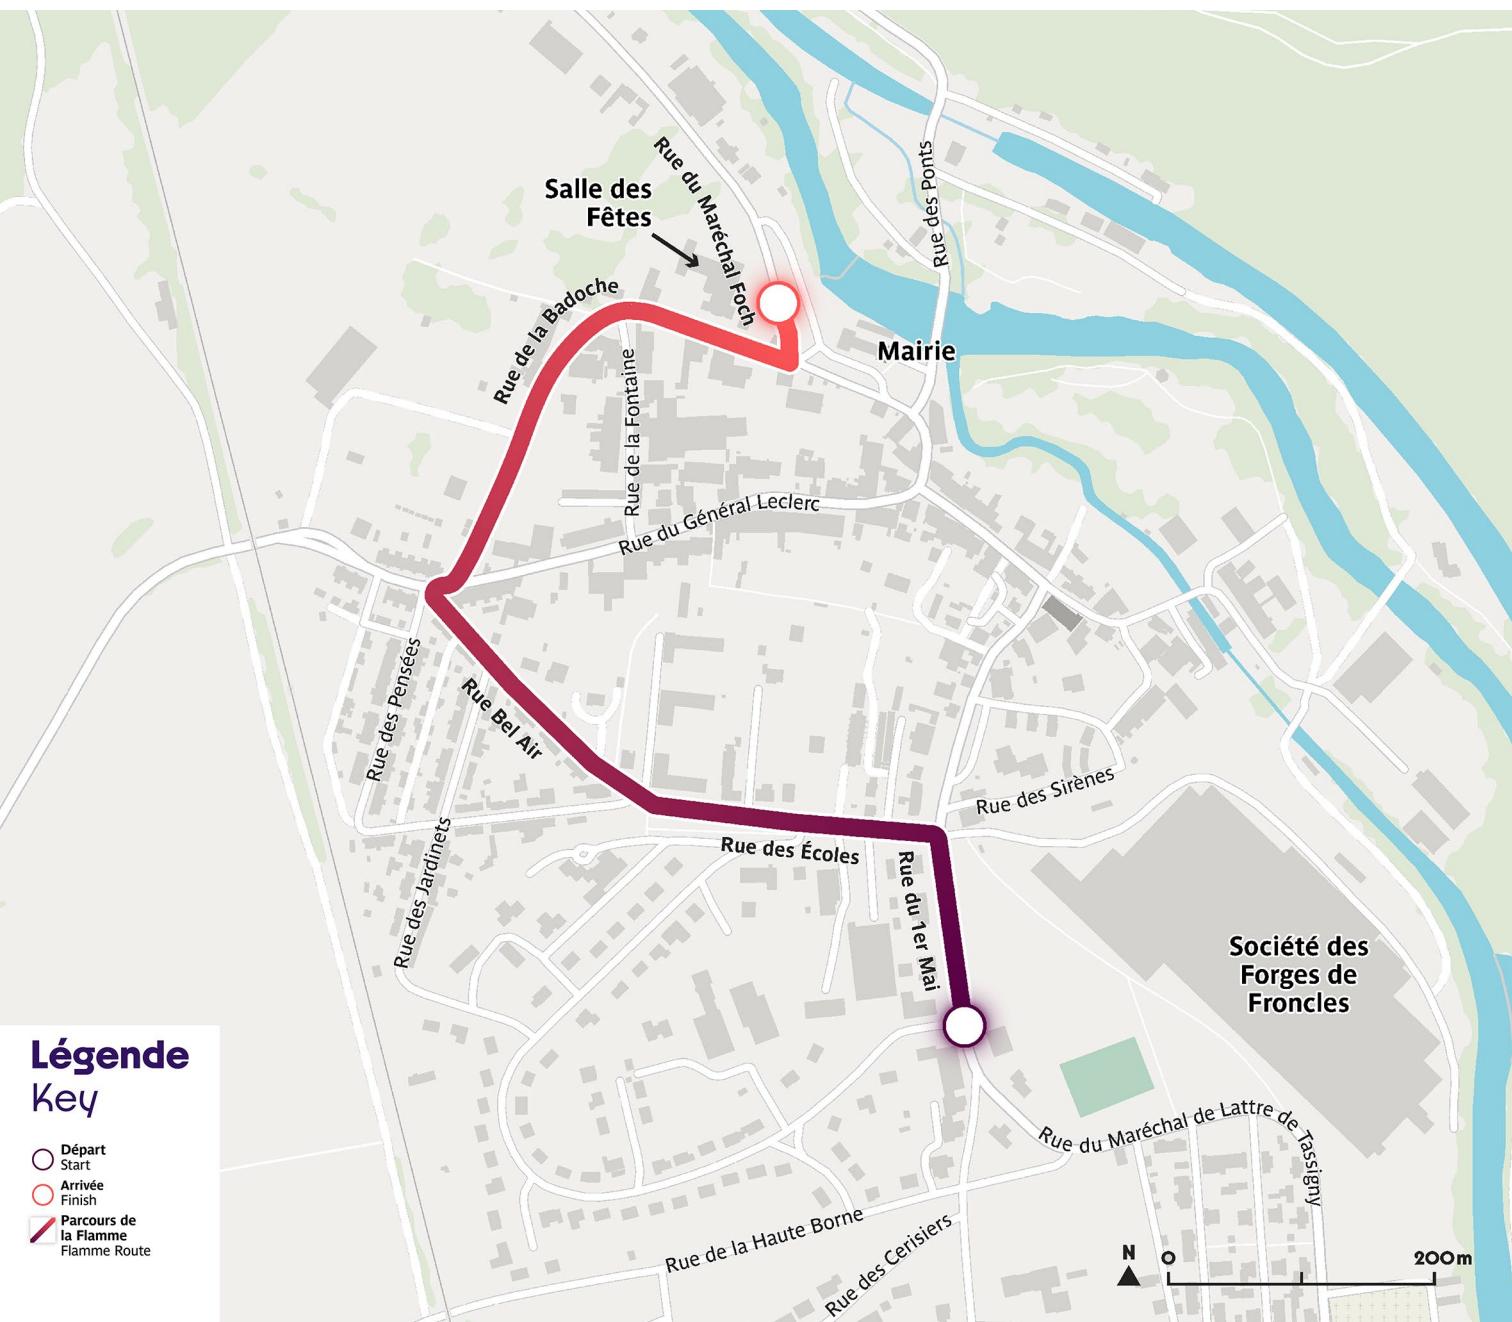 Rue du Maréchal Foch
Rue des Ponts
Salle des
Fêtes
Rue de la Badoche
Mairie
Rue de la Fontaine
Rue du Général Leclerc
Rue des Pensées
Rue Bel Air
Rue des Sirènes
Rue des Jardinets
Rue des Écoles
Rue du 1er Mai
Société des
Forges de
Froncles
Rue du Maréchal de Lattre de Tassigny
Rue de la Haute Borne
Rue des Cerisiers
Légende
Key
Départ
Start
Arrivée
Finish
Parcours de
la Flamme
Flamme Route
N
0
200m